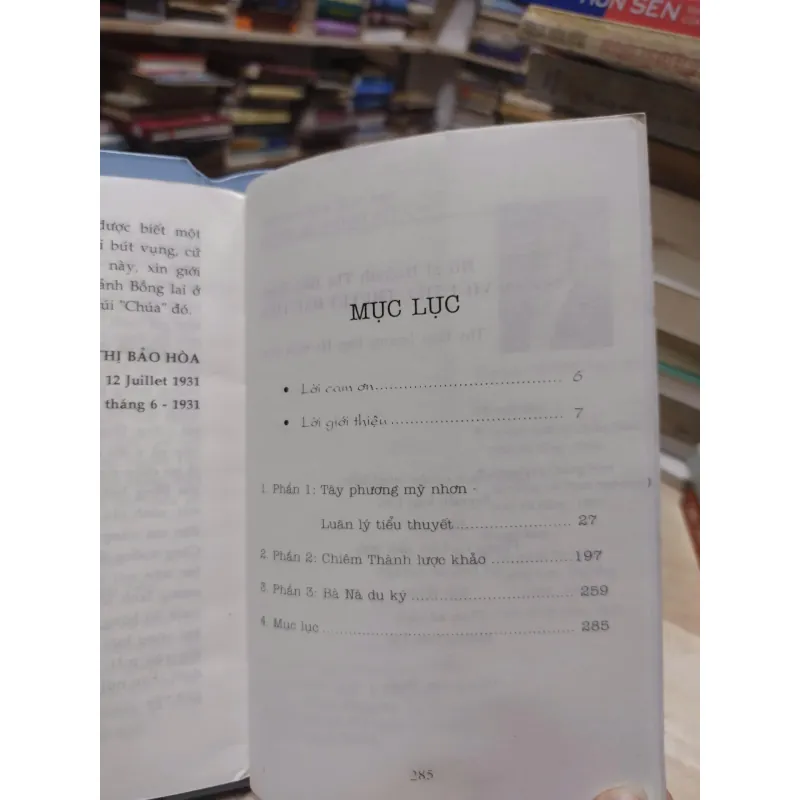 SEN
được biết một
bút vụng, cứ
này, xin giới
ảnh Bồng lai ở
"Chúa" đó.
THỊ BẢO HÒA
12 Juillet 1931
tháng 6 - 1931
MỤC LỤC
• Lời cảm ơn........................................ 6
• Lời giới thiệu..................................... 7
1. Phần 1: Tây phương mỹ nhơn -
Luân lý tiểu thuyết........................ 27
2. Phần 2: Chiêm Thành lược khảo ................ 197
3. Phần 3: Bà Nà du ký ................................ 259
4. Mục lục ................................................ 285
285